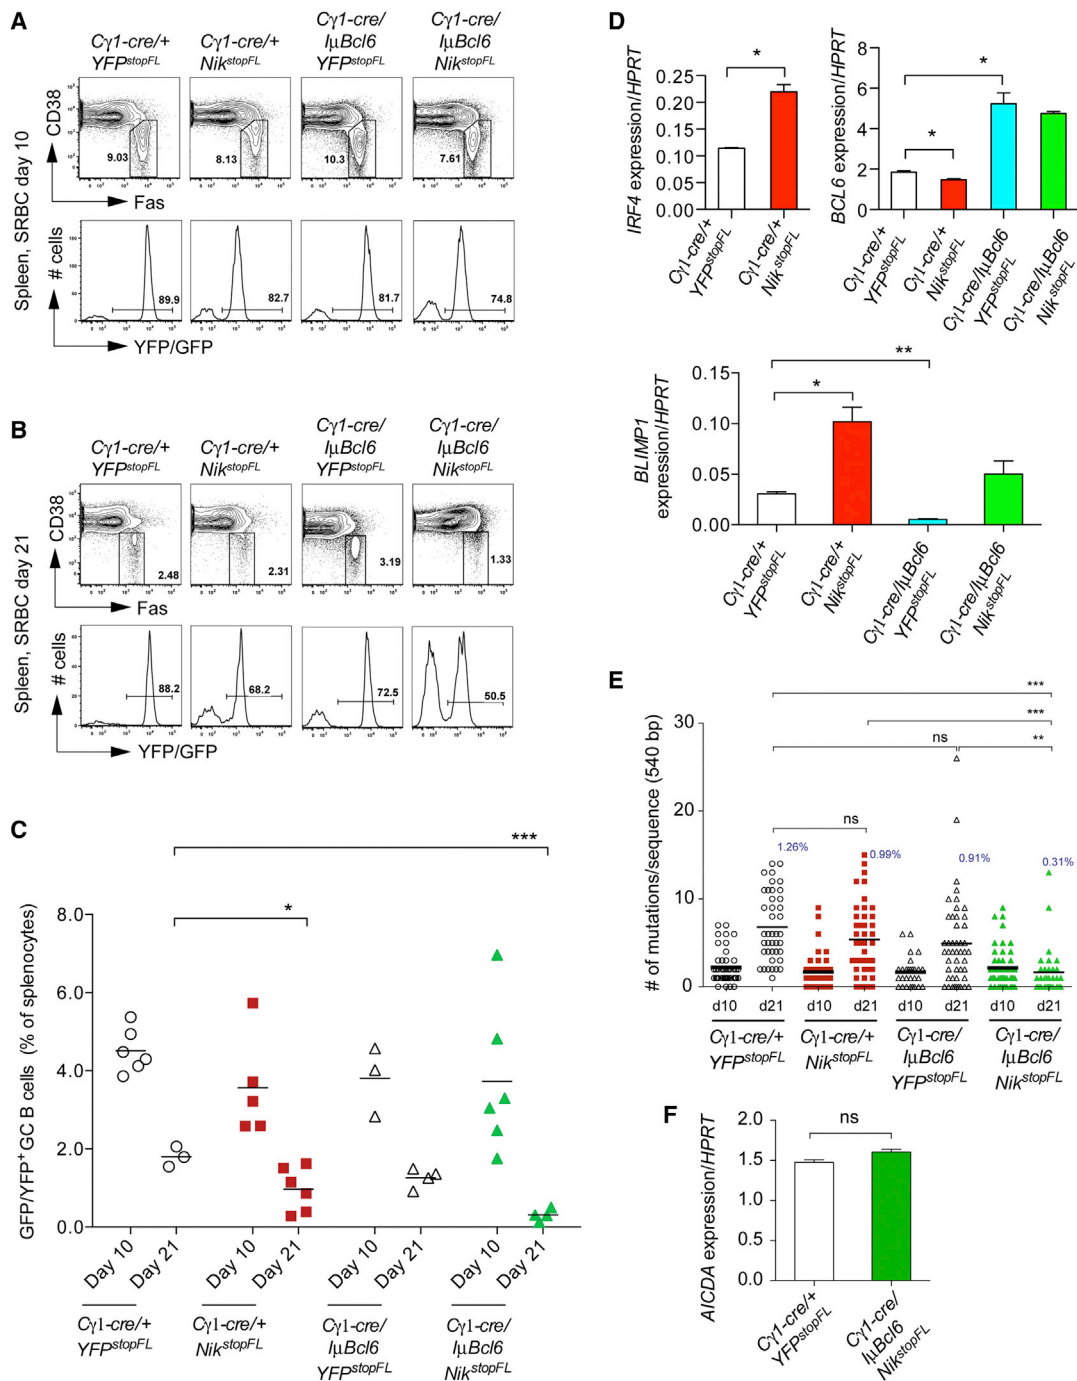 A
Cγ1-cre/+
YFPstopFL
Cγ1-cre/+
NikstopFL
Cγ1-cre/
IμBcl6
YFPstopFL
Cγ1-cre/
IμBcl6
NikstopFL
Spleen, SRBC day 10
CD38
9.03
8.13
10.3
7.61
Fas
# cells
150
100
50
0
89.9
82.7
81.7
74.8
YFP/GFP
B
Cγ1-cre/+
YFPstopFL
Cγ1-cre/+
NikstopFL
Cγ1-cre/
IμBcl6
YFPstopFL
Cγ1-cre/
IμBcl6
NikstopFL
Spleen, SRBC day 21
CD38
2.48
2.31
3.19
1.33
Fas
# cells
60
40
20
0
88.2
68.2
72.5
50.5
YFP/GFP
C
***
*
GFP/YFP+ GC B cells (% of splenocytes)
8.0
6.0
4.0
2.0
0.0
Day 10
Day 21
Day 10
Day 21
Day 10
Day 21
Day 10
Day 21
Cγ1-cre/+
YFPstopFL
Cγ1-cre/+
NikstopFL
Cγ1-cre/
IμBcl6
YFPstopFL
Cγ1-cre/
IμBcl6
NikstopFL
D
IRF4 expression/HPRT
0.25
0.20
0.15
0.10
0.05
0.00
*
Cγ1-cre/+
YFPstopFL
Cγ1-cre/+
NikstopFL
BCL6 expression/HPRT
8
6
4
2
0
*
*
Cγ1-cre/+
YFPstopFL
Cγ1-cre/+
NikstopFL
Cγ1-cre/IμBcl6
YFPstopFL
Cγ1-cre/IμBcl6
NikstopFL
BLIMP1
expression/HPRT
0.15
0.10
0.05
0.00
**
*
Cγ1-cre/+
YFPstopFL
Cγ1-cre/+
NikstopFL
Cγ1-cre/IμBcl6
YFPstopFL
Cγ1-cre/IμBcl6
NikstopFL
E
***
***
ns
**
ns
# of mutations/sequence (540 bp)
30
20
10
0
1.26%
0.99%
0.91%
0.31%
d10
d21
d10
d21
d10
d21
d10
d21
Cγ1-cre/+
YFPstopFL
Cγ1-cre/+
NikstopFL
Cγ1-cre/
IμBcl6
YFPstopFL
Cγ1-cre/
IμBcl6
NikstopFL
F
AICDA expression/HPRT
2.0
1.5
1.0
0.5
0.0
ns
Cγ1-cre/+
YFPstopFL
Cγ1-cre/
IμBcl6
NikstopFL